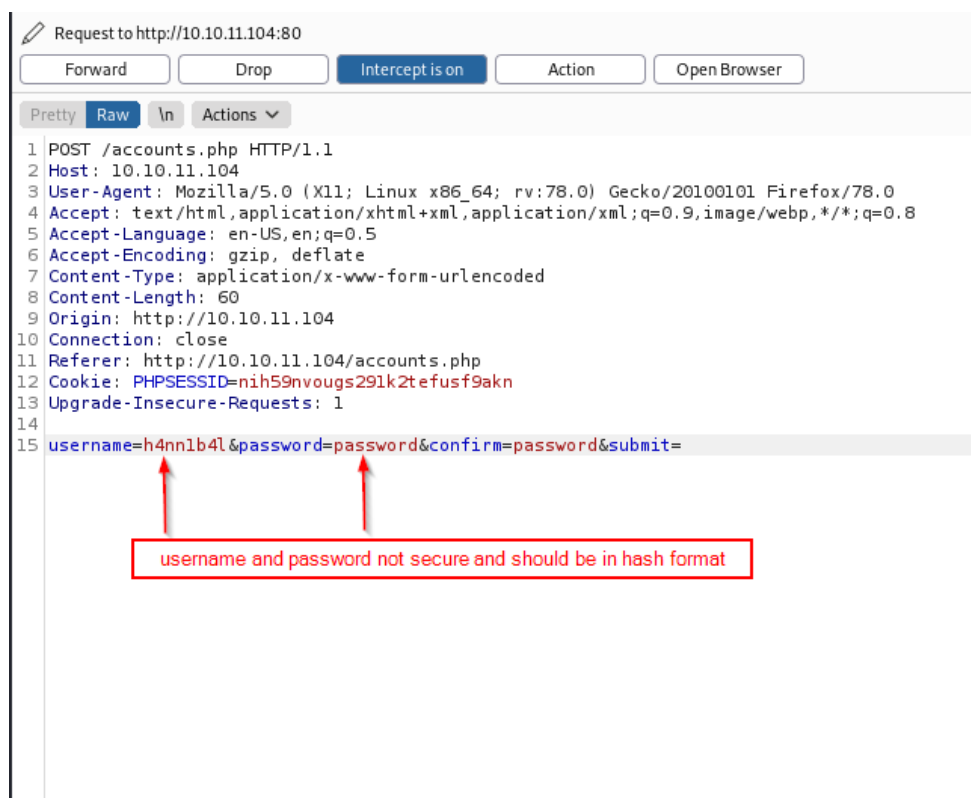 Request to http://10.10.11.104:80
Forward Drop Intercept is on Action Open Browser
Pretty Raw \n Actions
1 POST /accounts.php HTTP/1.1
2 Host: 10.10.11.104
3 User-Agent: Mozilla/5.0 (X11; Linux x86_64; rv:78.0) Gecko/20100101 Firefox/78.0
4 Accept: text/html,application/xhtml+xml,application/xml;q=0.9,image/webp,*/*;q=0.8
5 Accept-Language: en-US,en;q=0.5
6 Accept-Encoding: gzip, deflate
7 Content-Type: application/x-www-form-urlencoded
8 Content-Length: 60
9 Origin: http://10.10.11.104
10 Connection: close
11 Referer: http://10.10.11.104/accounts.php
12 Cookie: PHPSESSID=nih59nvougs291k2tefusf9akn
13 Upgrade-Insecure-Requests: 1
14
15 username=h4nn1b4l&password=password&confirm=password&submit=
username and password not secure and should be in hash format